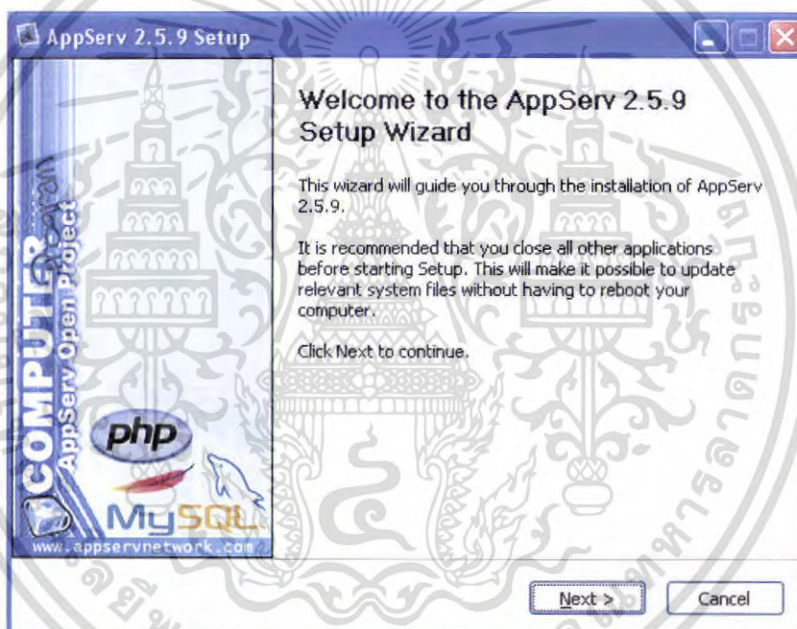 AppServ 2.5.9 Setup
Welcome to the AppServ 2.5.9
Setup Wizard
This wizard will guide you through the installation of AppServ
2.5.9.
It is recommended that you close all other applications
before starting Setup. This will make it possible to update
relevant system files without having to reboot your
computer.
Click Next to continue.
COMPUTER
Program
AppServ Open Project
php
MySQL
www.appservnetwork.com
Next >
Cancel